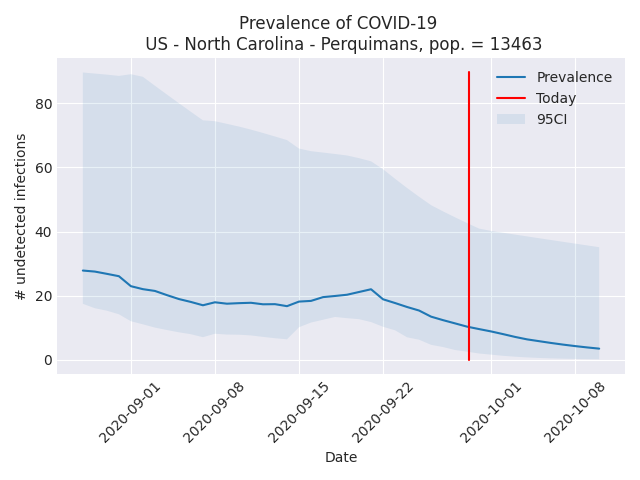 Prevalence of COVID-19
US - North Carolina - Perquimans, pop. = 13463
Prevalence
Today
95CI
# undetected infections
80
60
40
20
0
2020-09-01
2020-09-08
2020-09-15
2020-09-22
2020-10-01
2020-10-08
Date